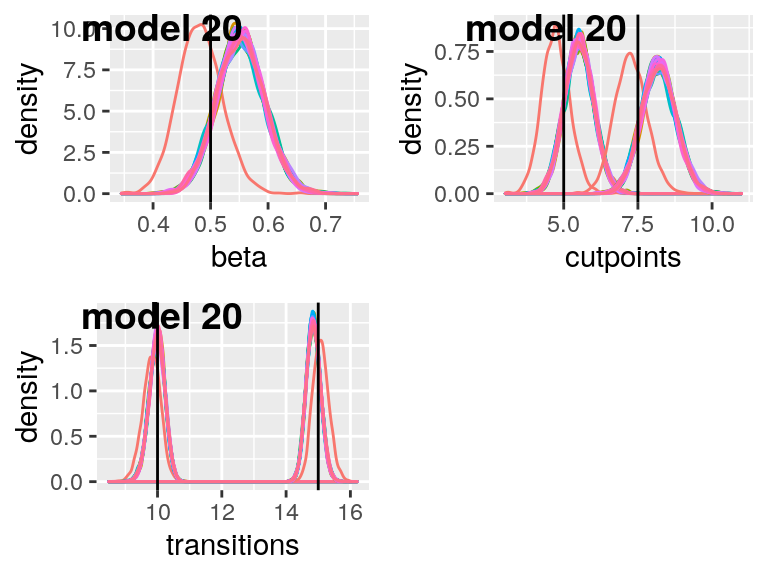 model 20
10.0
7.5
5.0
2.5
0.0
density
0.4 0.5 0.6 0.7
beta
model 20
0.75
0.50
0.25
0.00
density
5.0 7.5 10.0
cutpoints
model 20
1.5
1.0
0.5
0.0
density
10 12 14 16
transitions